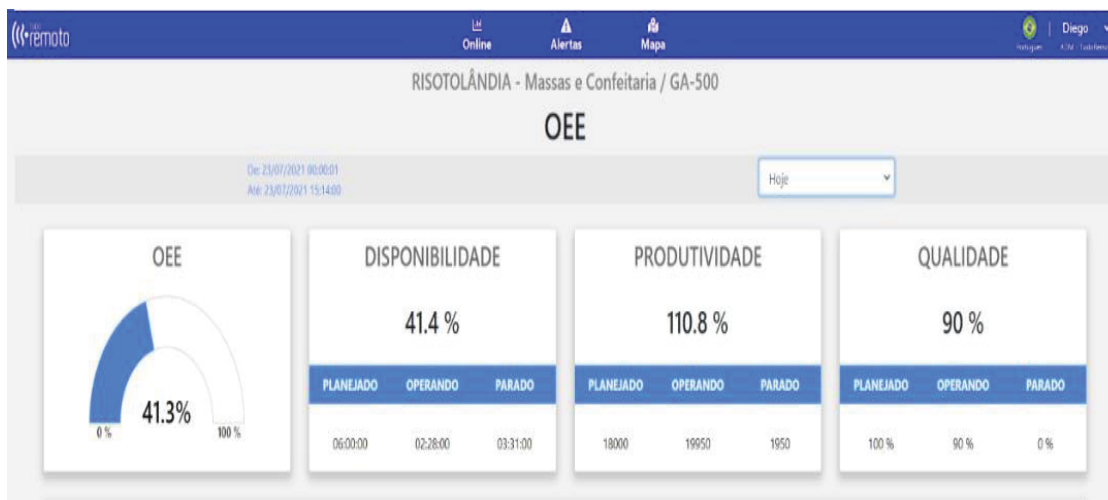 remoto
Online
Alertas
Mapa
Diego
RISOTOLÂNDIA - Massas e Confeitaria / GA-500
OEE
De: 23/07/2021 00:00:01
Até: 23/07/2021 15:14:00
Hoje
OEE
41.3%
0 %
100 %
DISPONIBILIDADE
41.4 %
PLANEJADO OPERANDO PARADO
06:00:00 02:28:00 03:31:00
PRODUTIVIDADE
110.8 %
PLANEJADO OPERANDO PARADO
18000 19950 1950
QUALIDADE
90 %
PLANEJADO OPERANDO PARADO
100 % 90 % 0 %